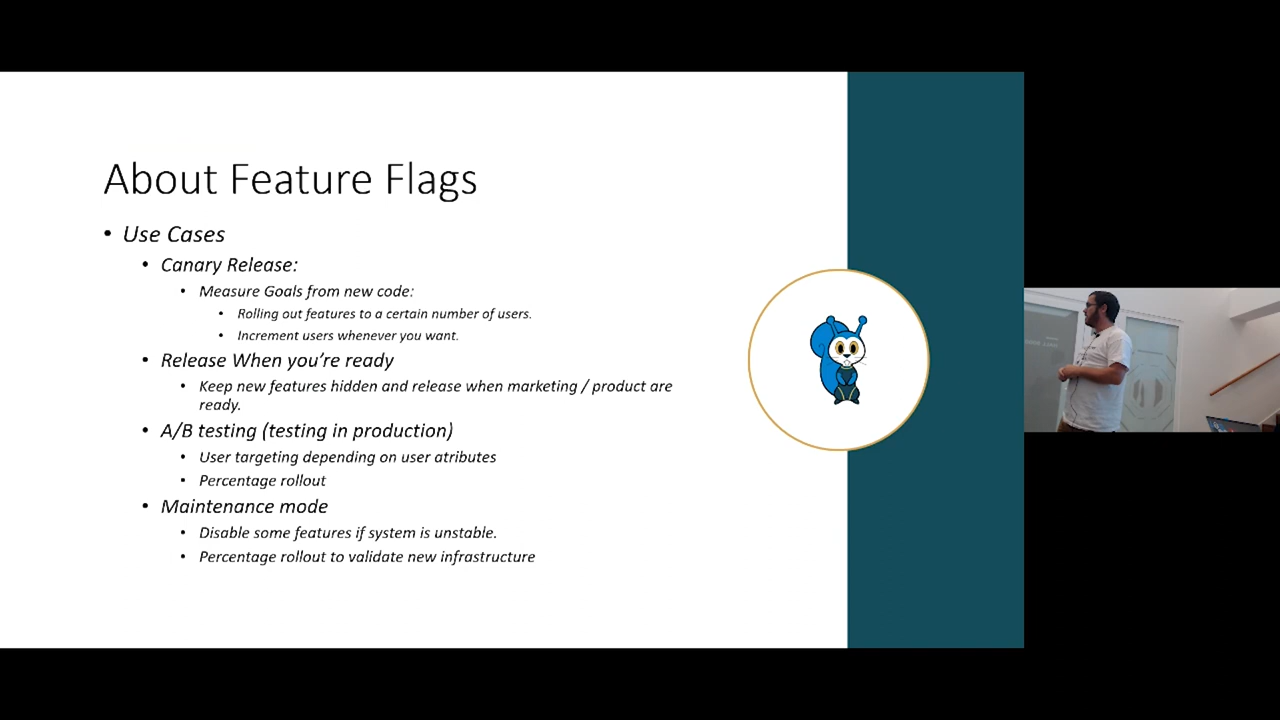 About Feature Flags
• Use Cases
• Canary Release:
• Measure Goals from new code:
• Rolling out features to a certain number of users.
• Increment users whenever you want.
• Release When you’re ready
• Keep new features hidden and release when marketing / product are
ready.
• A/B testing (testing in production)
• User targeting depending on user atributes
• Percentage rollout
• Maintenance mode
• Disable some features if system is unstable.
• Percentage rollout to validate new infrastructure